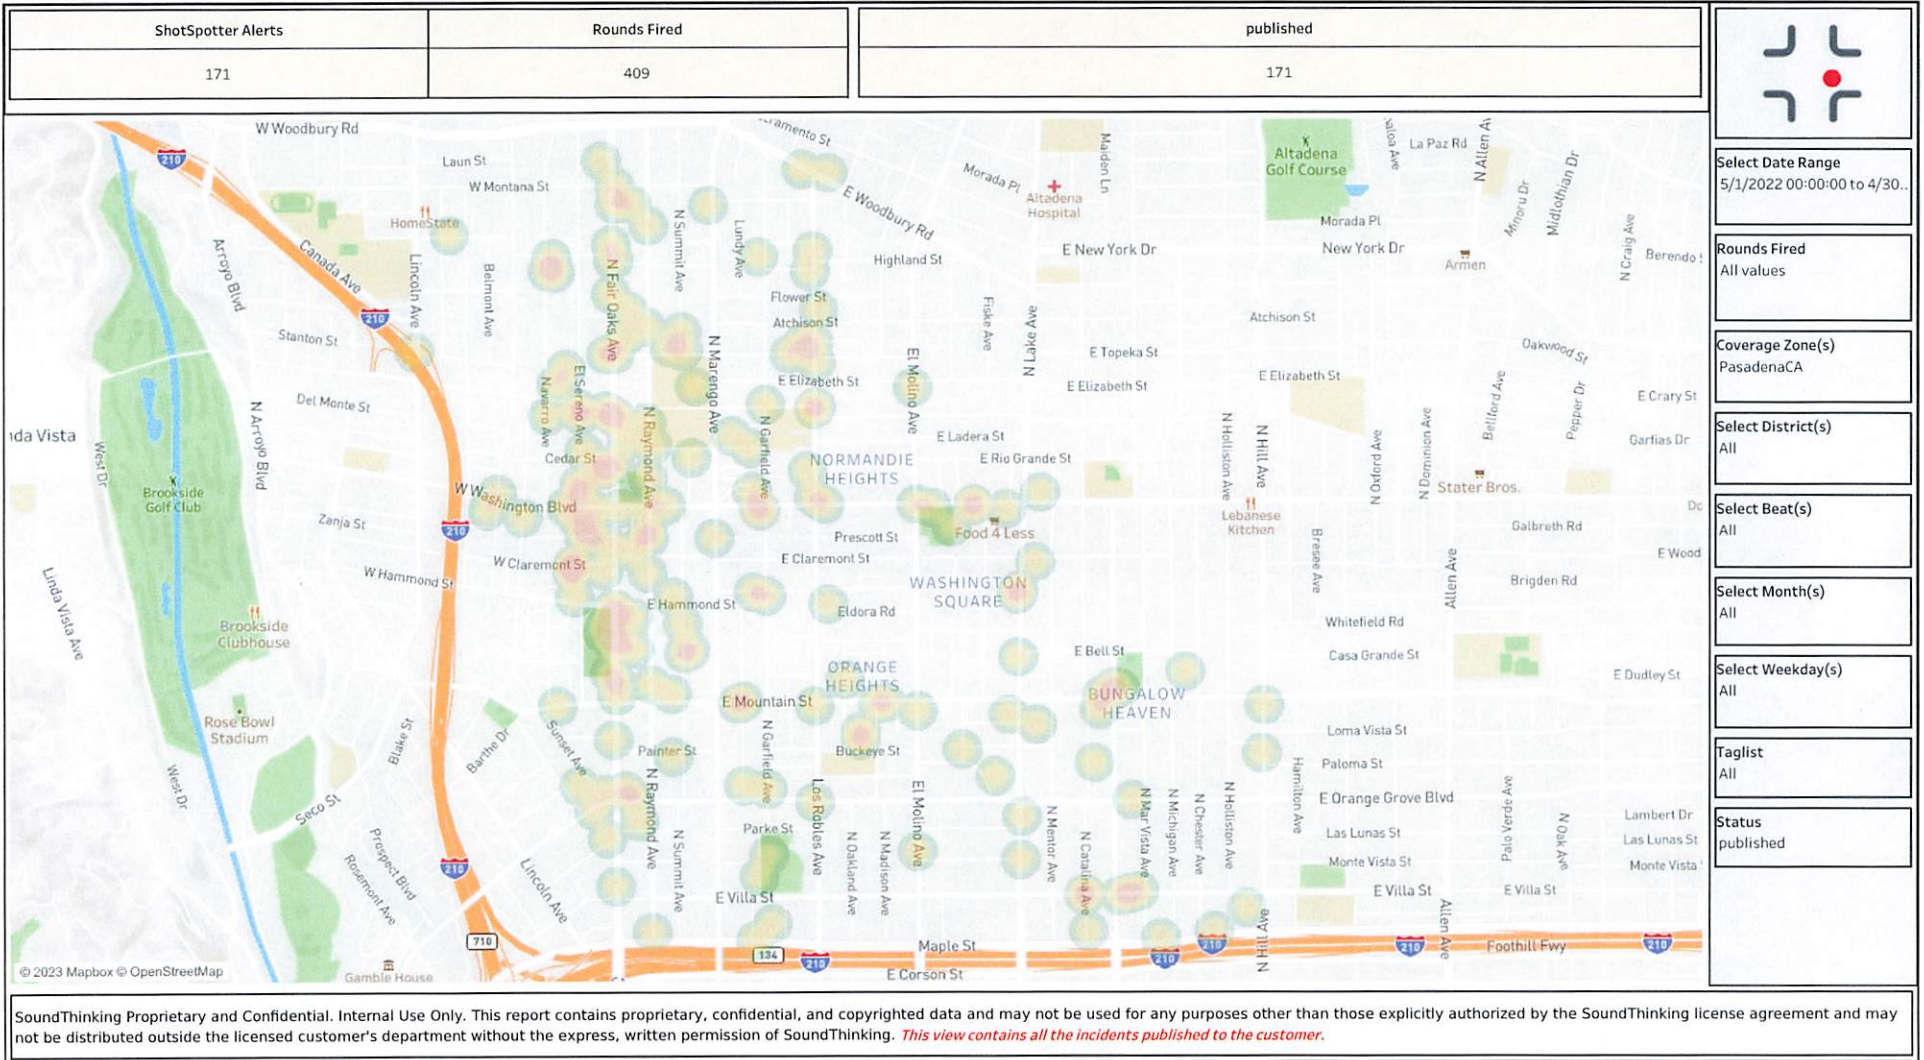 ShotSpotter Alerts
Rounds Fired
published
171
409
171
Select Date Range
5/1/2022 00:00:00 to 4/30..
Rounds Fired
All values
Coverage Zone(s)
PasadenaCA
Select District(s)
All
Select Beat(s)
All
Select Month(s)
All
Select Weekday(s)
All
Taglist
All
Status
published
W Woodbury Rd
Laun St
W Montana St
HomeState
210
Canada Ave
Arroyo Blvd
Lincoln Ave
Belmont Ave
210
Stanton St
Del Monte St
N Arroyo Blvd
nda Vista
West Dr
Brookside
Golf Club
Zanja St
W Washington Blvd
210
W Claremont St
W Hammond St
Linda Vista Ave
Brookside
Clubhouse
Rose Bowl
Stadium
West Dr
Blake St
Barthe Dr
Sunset Ave
Seco St
Prospect Blvd
Rosemont Ave
Lincoln Ave
210
710
Gamble House
© 2023 Mapbox © OpenStreetMap
ramento St
E Woodbury Rd
Morada Pl
Maiden Ln
Altadena
Hospital
N Summit Ave
Lundy Ave
N Fair Oaks Ave
Highland St
E New York Dr
Flower St
Atchison St
Fiske Ave
N Lake Ave
E Topeka St
E Elizabeth St
E Elizabeth St
N Marengo Ave
El Molino Ave
El Sereno Ave
Navarro Ave
N Raymond Ave
N Garfield Ave
Cedar St
E Ladera St
E Rio Grande St
NORMANDIE
HEIGHTS
Food 4 Less
Prescott St
E Claremont St
WASHINGTON
SQUARE
E Hammond St
Eldora Rd
ORANGE
HEIGHTS
E Bell St
BUNGALOW
HEAVEN
E Mountain St
Painter St
Buckeye St
N Garfield Ave
Los Robles Ave
El Molino Ave
N Raymond Ave
N Summit Ave
Parke St
N Oakland Ave
N Madison Ave
E Villa St
N Mentor Ave
N Catalina Ave
N Mar Vista Ave
N Michigan Ave
N Chester Ave
N Holliston Ave
Maple St
134
210
E Corson St
210
210
N Hill Ave
Altadena
Golf Course
La Paz Rd
N Allen Av
Minoru Dr
Midlothian Dr
Morada Pl
New York Dr
Armen
N Craig Ave
Berendo S
Atchison St
Oakwood St
E Elizabeth St
Bellford Ave
Pepper Dr
E Crary St
Garfias Dr
N Holliston Ave
N Hill Ave
N Oxford Ave
N Dominion Ave
Stater Bros.
Lebanese
Kitchen
Galbreth Rd
E Wood
Bresee Ave
Allen Ave
Brigden Rd
Whitefield Rd
Casa Grande St
E Dudley St
Loma Vista St
Paloma St
Hamilton Ave
E Orange Grove Blvd
Palo Verde Ave
N Oak Ave
Lambert Dr
Las Lunas St
Las Lunas St
Monte Vista St
Monte Vista
E Villa St
E Villa St
Allen Ave
210
Foothill Fwy
210
SoundThinking Proprietary and Confidential. Internal Use Only. This report contains proprietary, confidential, and copyrighted data and may not be used for any purposes other than those explicitly authorized by the SoundThinking license agreement and may
not be distributed outside the licensed customer's department without the express, written permission of SoundThinking. This view contains all the incidents published to the customer.